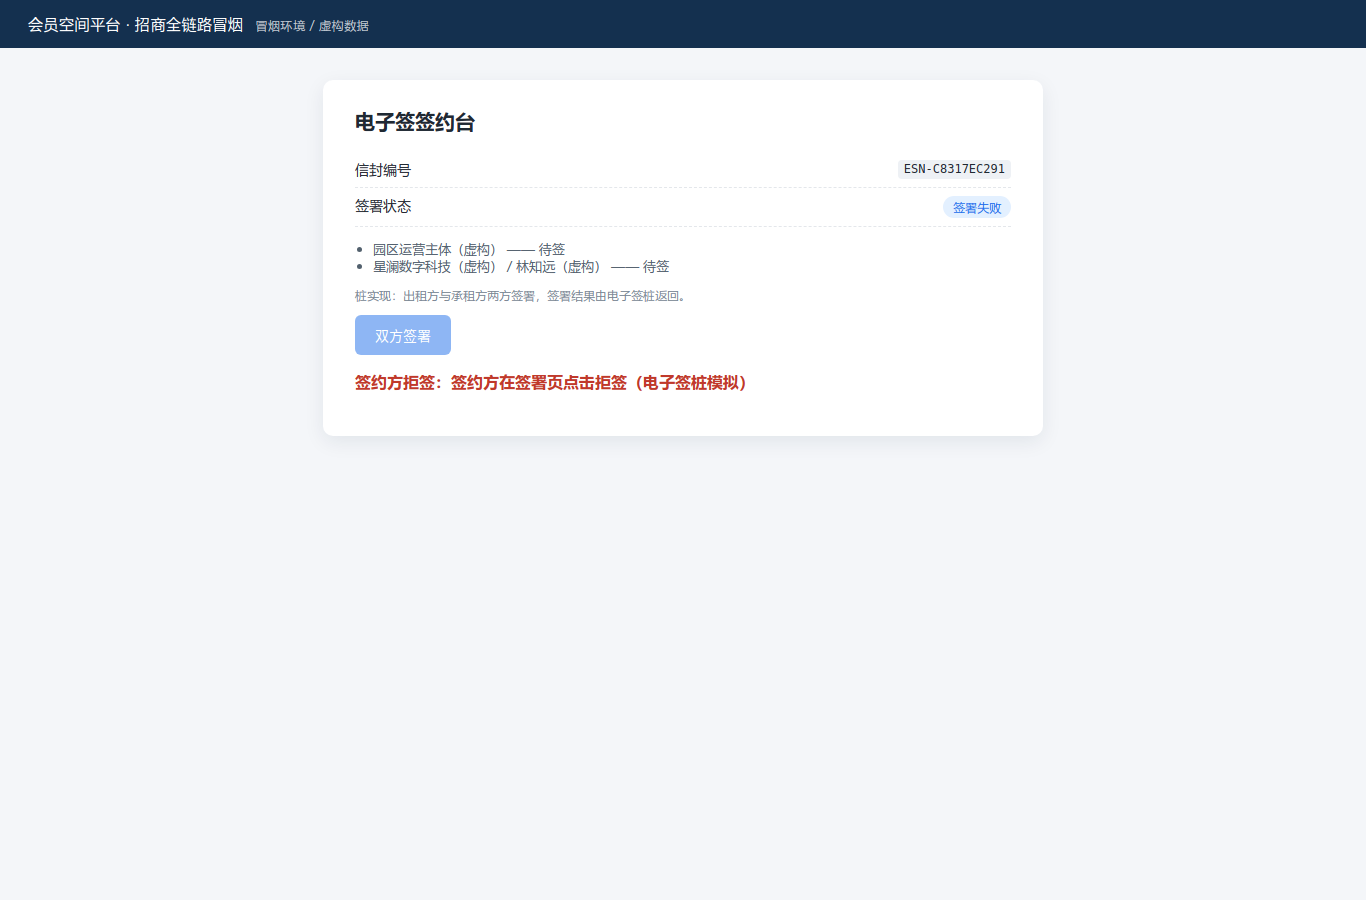 会员空间平台 · 招商全链路冒烟 冒烟环境 / 虚构数据
电子签签约台
信封编号 ESN-C8317EC291
签署状态 签署失败
园区运营主体（虚构） —— 待签
星澜数字科技（虚构） / 林知远（虚构） —— 待签
桩实现：出租方与承租方两方签署，签署结果由电子签桩返回。
双方签署
签约方拒签：签约方在签署页点击拒签（电子签桩模拟）